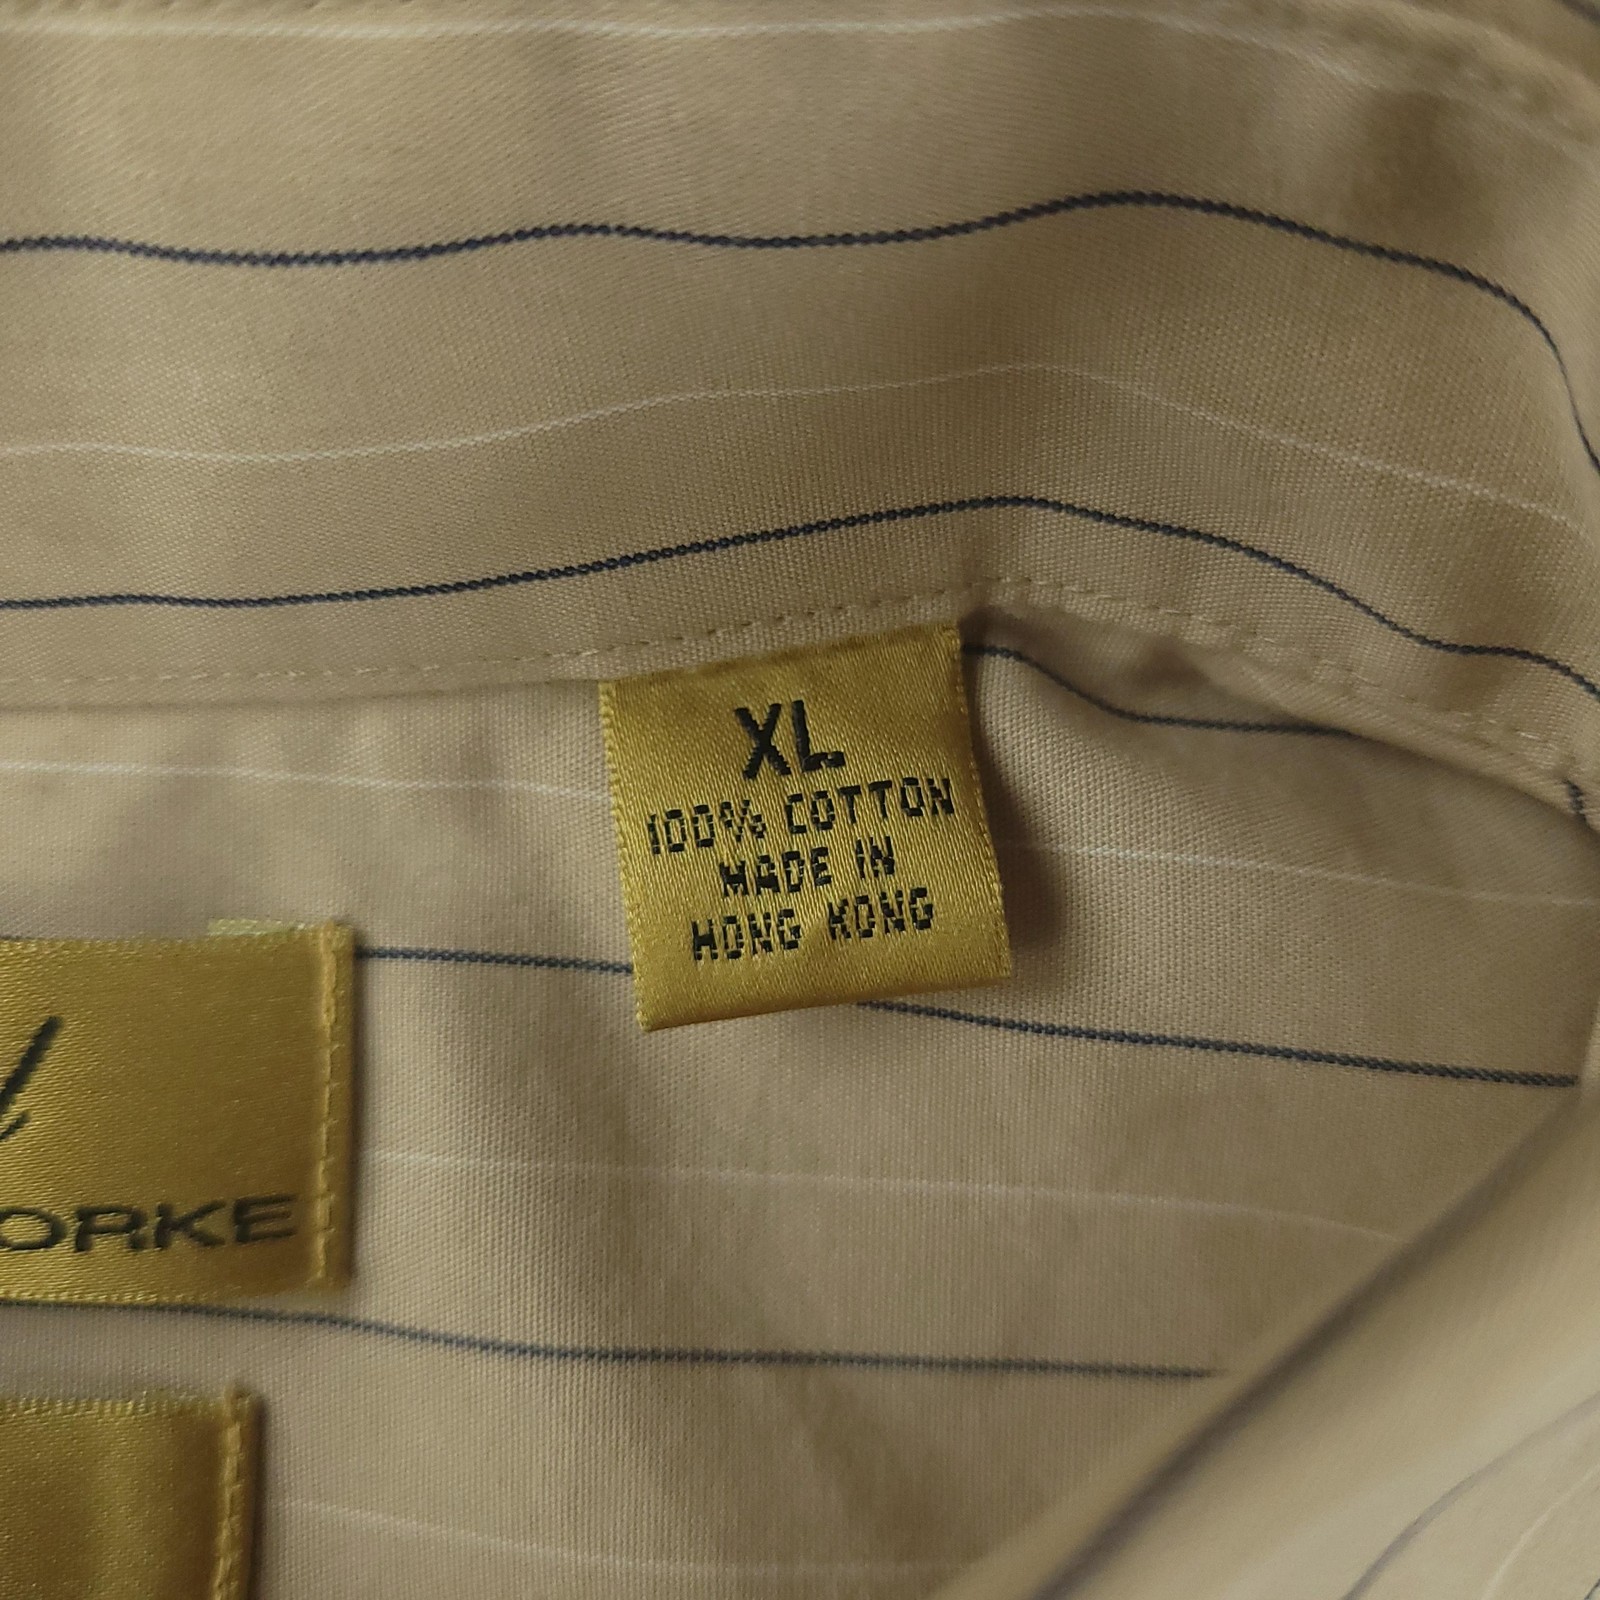 XL
100% COTTON
MADE IN
HONG KONG
ORKE